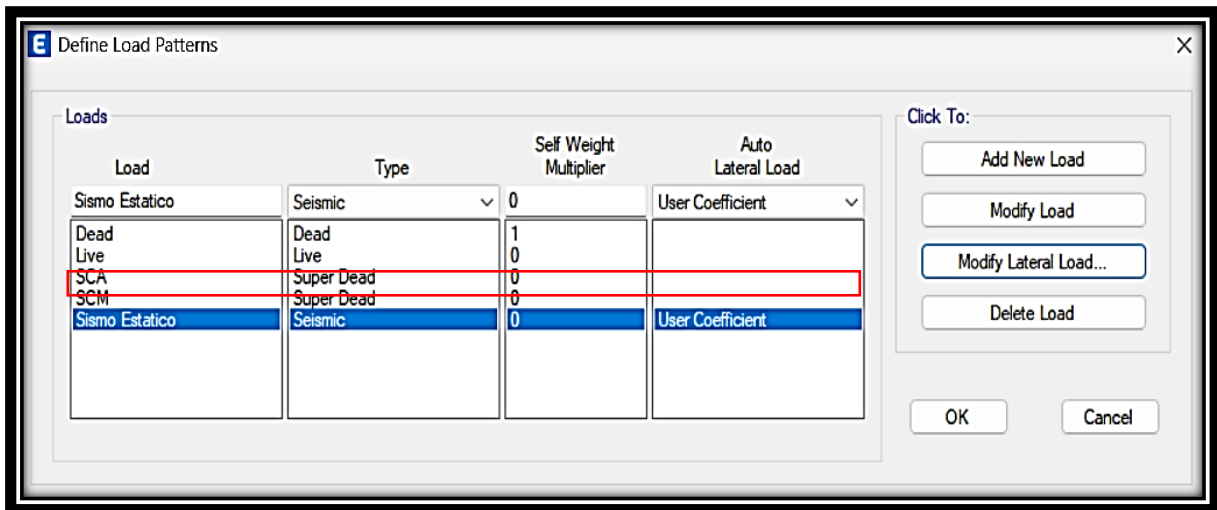 E Define Load Patterns
Loads
Click To:
Load Type Self Weight Multiplier Auto Lateral Load
Sismo Estatico Seismic 0 User Coefficient
Dead Dead 1
Live Live 0
SCA Super Dead 0
SCM Super Dead 0
Sismo Estatico Seismic 0 User Coefficient
Add New Load
Modify Load
Modify Lateral Load...
Delete Load
OK Cancel